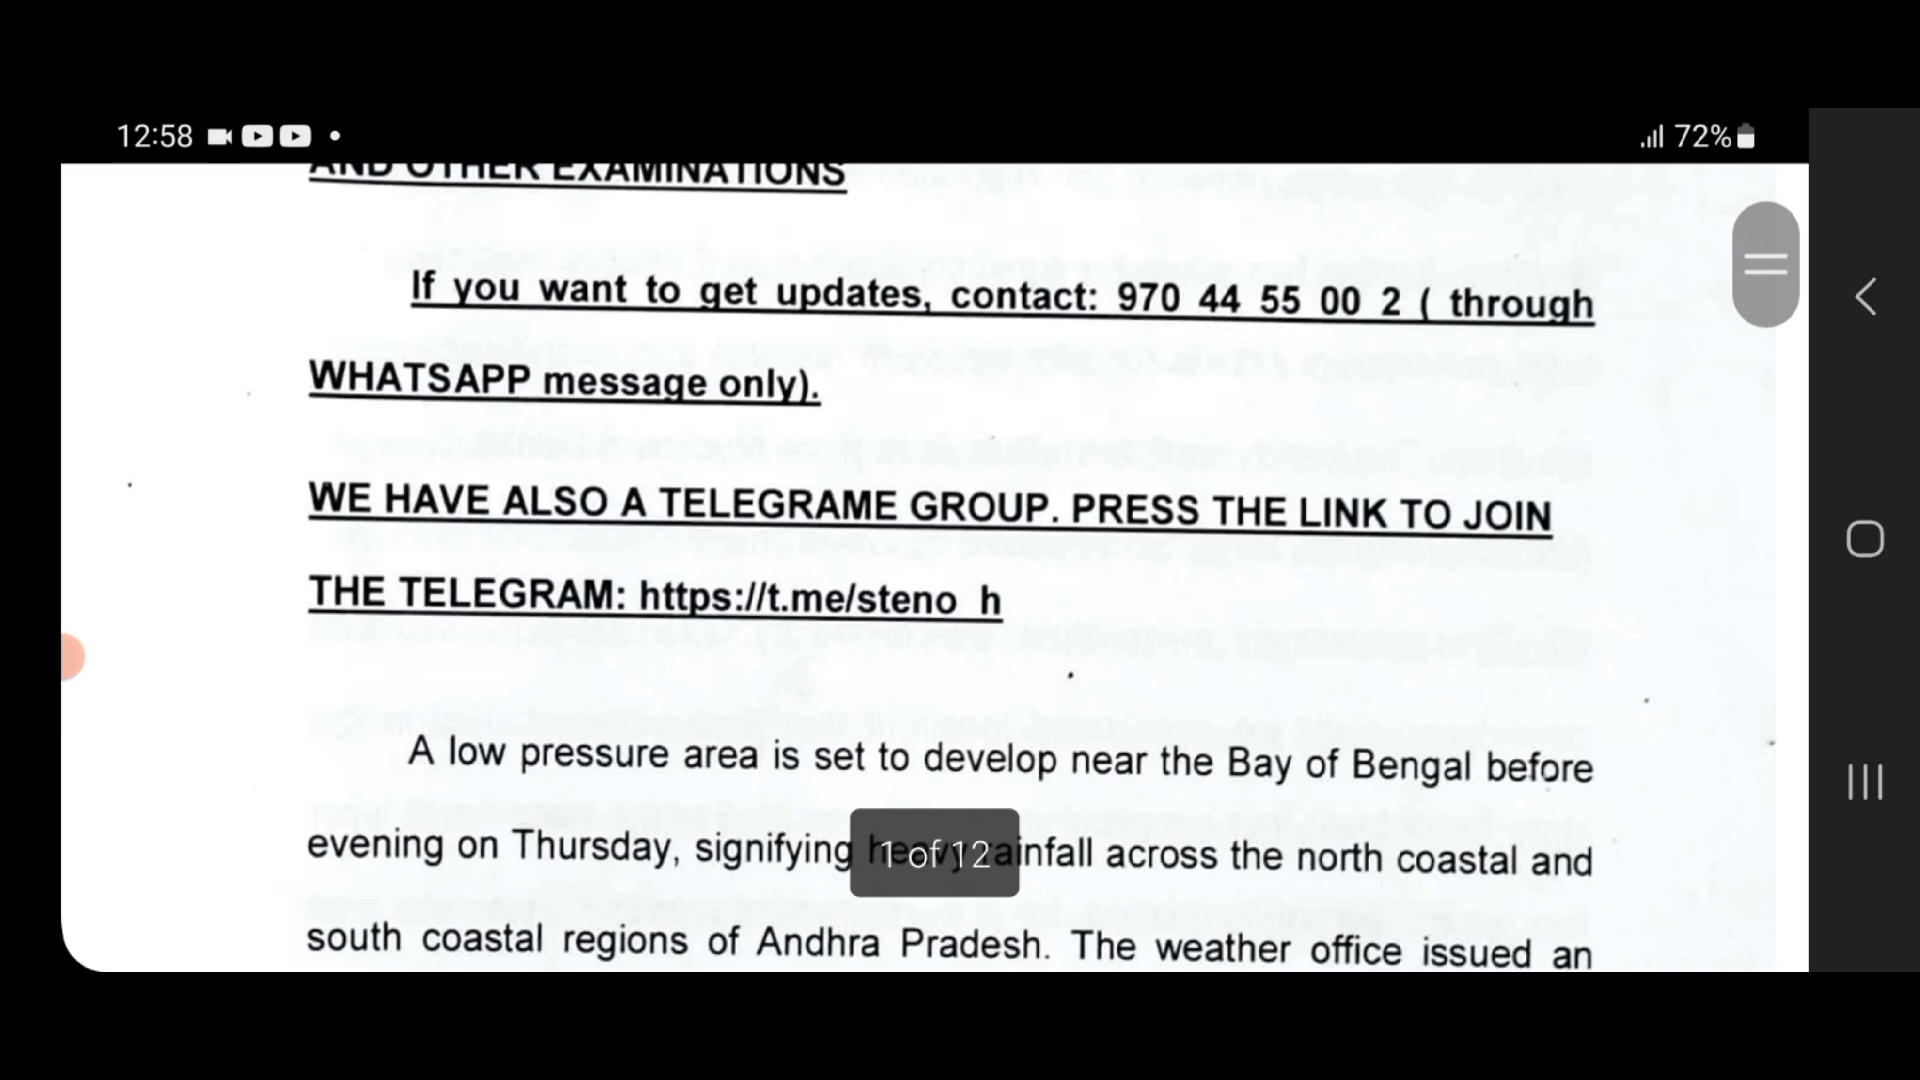 12:58
72%
AND OTHER EXAMINATIONS
If you want to get updates, contact: 970 44 55 00 2 ( through
WHATSAPP message only).
WE HAVE ALSO A TELEGRAME GROUP. PRESS THE LINK TO JOIN
THE TELEGRAM: https://t.me/steno_h
A low pressure area is set to develop near the Bay of Bengal before
evening on Thursday, signifying heavy rainfall across the north coastal and
1 of 12
south coastal regions of Andhra Pradesh. The weather office issued an